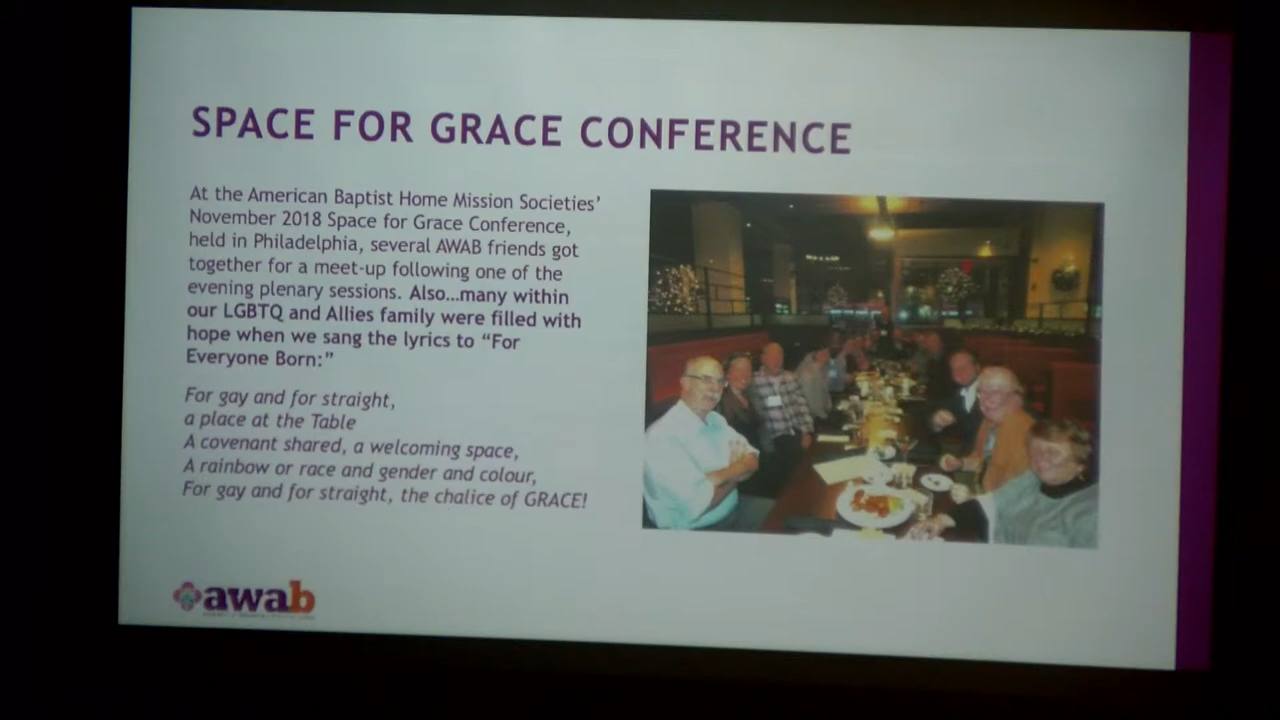 SPACE FOR GRACE CONFERENCE
At the American Baptist Home Mission Societies'
November 2018 Space for Grace Conference,
held in Philadelphia, several AWAB friends got
together for a meet-up following one of the
evening plenary sessions. Also...many within
our LGBTQ and Allies family were filled with
hope when we sang the lyrics to “For
Everyone Born:”
For gay and for straight,
a place at the Table
A covenant shared, a welcoming space,
A rainbow or race and gender and colour,
For gay and for straight, the chalice of GRACE!
awab